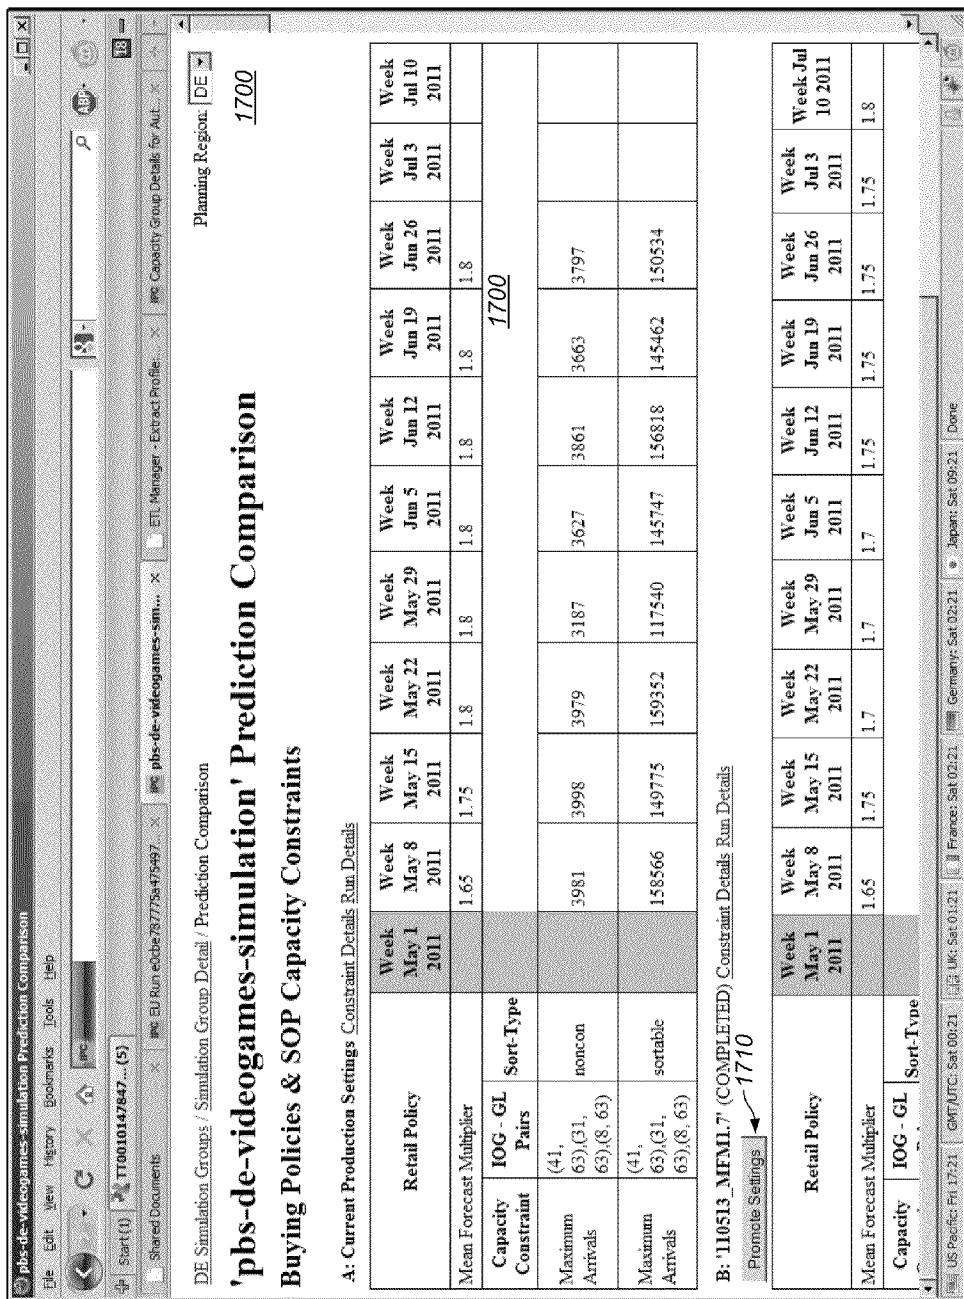 pbs-de-videogames-simulation Prediction Comparison
File Edit View History Bookmarks Tools Help
IPC
ABP
Start (1) TT0010147847... (5) 18
Shared Documents × IPC EU Run e0cbe787775a475497... × IPC pbs-de-videogames-sim... × ETL Manager - Extract Profile:... × IPC Capacity Group Details for Aut... ×
DE Simulation Groups / Simulation Group Detail / Prediction Comparison
Planning Region: DE
'pbs-de-videogames-simulation' Prediction Comparison
1700
Buying Policies & SOP Capacity Constraints
A: Current Production Settings Constraint Details Run Details
Retail Policy Week May 1 2011 Week May 8 2011 Week May 15 2011 Week May 22 2011 Week May 29 2011 Week Jun 5 2011 Week Jun 12 2011 Week Jun 19 2011 Week Jun 26 2011 Week Jul 3 2011 Week Jul 10 2011
Mean Forecast Multiplier 1.65 1.75 1.8 1.8 1.8 1.8 1.8 1.8
Capacity Constraint IOG - GL Pairs Sort-Type
1700
Maximum Arrivals (41, 63),(31, 63),(8, 63) noncon 3981 3998 3979 3187 3627 3861 3663 3797
Maximum Arrivals (41, 63),(31, 63),(8, 63) sortable 158566 149775 159352 117540 145747 156818 145462 150534
B: '110513_MFM1.7' (COMPLETED) Constraint Details Run Details
Promote Settings 1710
Retail Policy Week May 1 2011 Week May 8 2011 Week May 15 2011 Week May 22 2011 Week May 29 2011 Week Jun 5 2011 Week Jun 12 2011 Week Jun 19 2011 Week Jun 26 2011 Week Jul 3 2011 Week Jul 10 2011
Mean Forecast Multiplier 1.65 1.75 1.7 1.7 1.7 1.75 1.75 1.75 1.75 1.8
Capacity IOG - GL Sort-Type
US Pacific: Fri 17:21 GMT/UTC: Sat 00:21 UK: Sat 01:21 France: Sat 02:21 Germany: Sat 02:21 Japan: Sat 09:21 Done